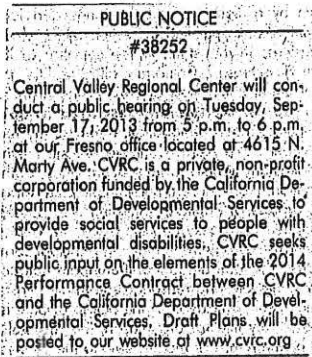 PUBLIC NOTICE
#38252
Central Valley Regional Center will con-
duct a public hearing on Tuesday, Sep-
tember 17, 2013 from 5 p.m. to 6 p.m.
at our Fresno office located at 4615 N.
Marty Ave. CVRC is a private, non-profit
corporation funded by the California De-
partment of Developmental Services to
provide social services to people with
developmental disabilities. CVRC seeks
public input on the elements of the 2014
Performance Contract between CVRC
and the California Department of Devel-
opmental Services. Draft Plans will be
posted to our website at www.cvrc.org